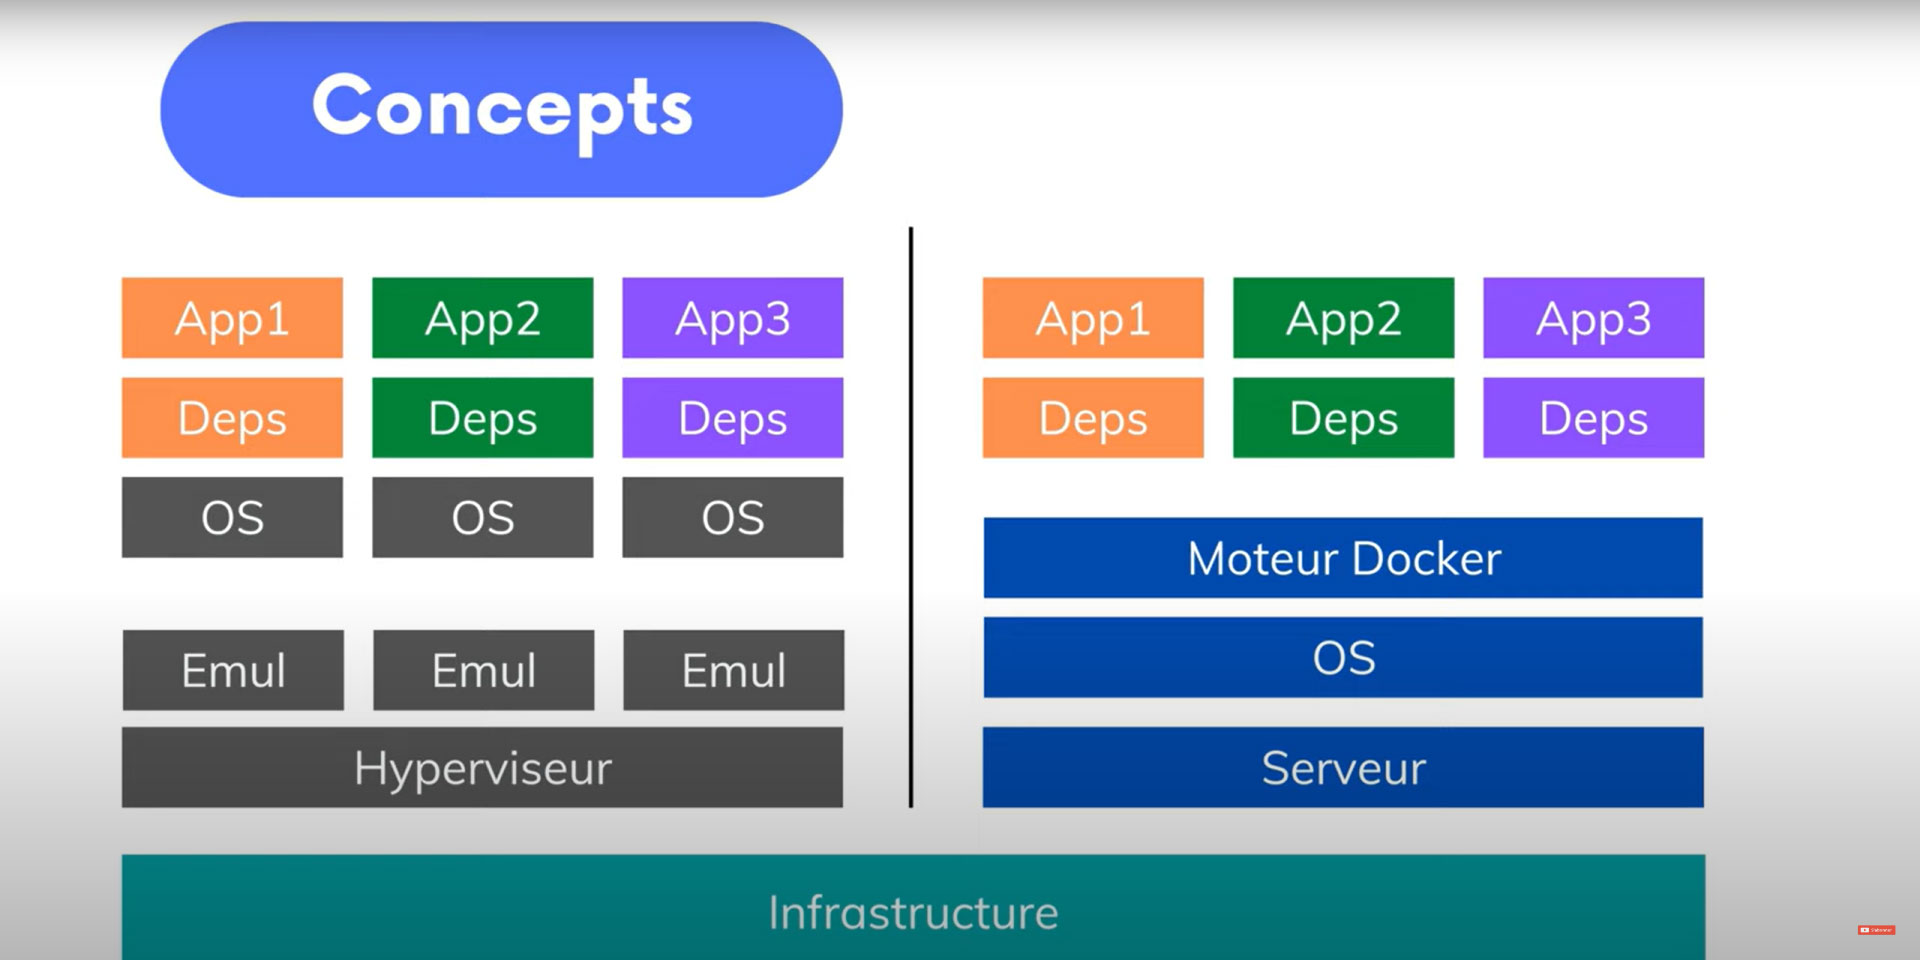 Concepts
App1 App2 App3
Deps Deps Deps
OS OS OS
Emul Emul Emul
Hyperviseur
App1 App2 App3
Deps Deps Deps
Moteur Docker
OS
Serveur
Infrastructure